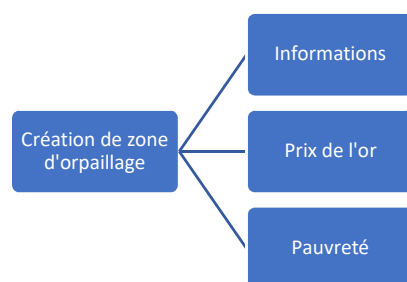 Informations
Création de zone
d'orpaillage
Prix de l'or
Pauvreté